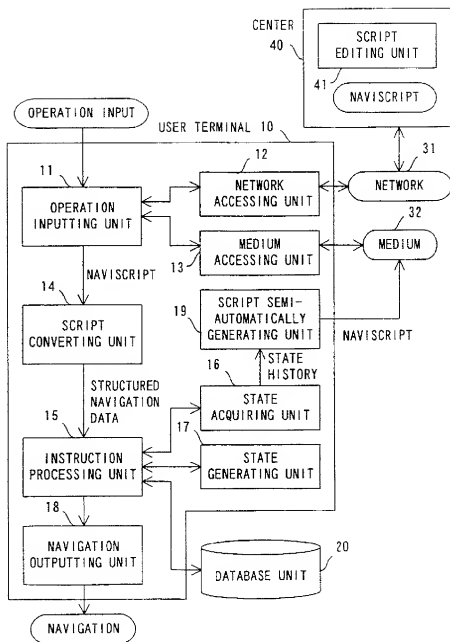 CENTER
40
SCRIPT
EDITING UNIT
41
NAVISCRIPT
OPERATION INPUT
USER TERMINAL 10
11
OPERATION
INPUTTING UNIT
12
NETWORK
ACCESSING UNIT
31
NETWORK
13
MEDIUM
ACCESSING UNIT
32
MEDIUM
NAVISCRIPT
14
SCRIPT
CONVERTING UNIT
19
SCRIPT SEMI-
AUTOMATICALLY
GENERATING UNIT
NAVISCRIPT
STATE
HISTORY
STRUCTURED
NAVIGATION
DATA
16
STATE
ACQUIRING UNIT
15
INSTRUCTION
PROCESSING UNIT
17
STATE
GENERATING UNIT
18
NAVIGATION
OUTPUTTING UNIT
20
DATABASE UNIT
NAVIGATION